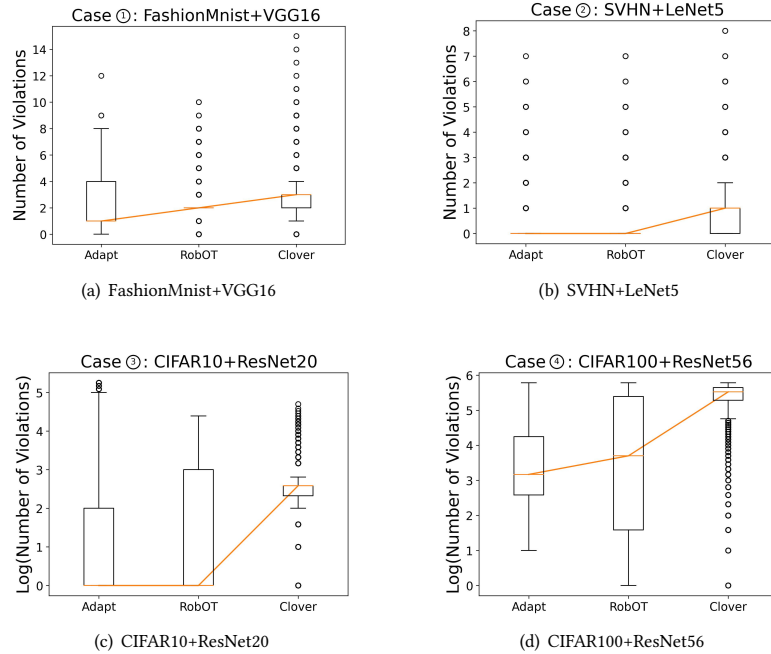 Case ①: FashionMnist+VGG16
Number of Violations
14
12
10
8
6
4
2
0
Adapt RobOT Clover
(a) FashionMnist+VGG16
Case ②: SVHN+LeNet5
Number of Violations
8
7
6
5
4
3
2
1
0
Adapt RobOT Clover
(b) SVHN+LeNet5
Case ③: CIFAR10+ResNet20
Log(Number of Violations)
5
4
3
2
1
0
Adapt RobOT Clover
(c) CIFAR10+ResNet20
Case ④: CIFAR100+ResNet56
Log(Number of Violations)
6
5
4
3
2
1
0
Adapt RobOT Clover
(d) CIFAR100+ResNet56